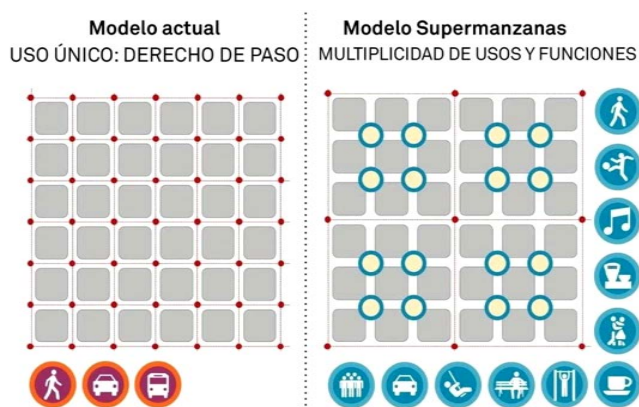 Modelo actual
USO ÚNICO: DERECHO DE PASO
Modelo Supermanzanas
MULTIPLICIDAD DE USOS Y FUNCIONES